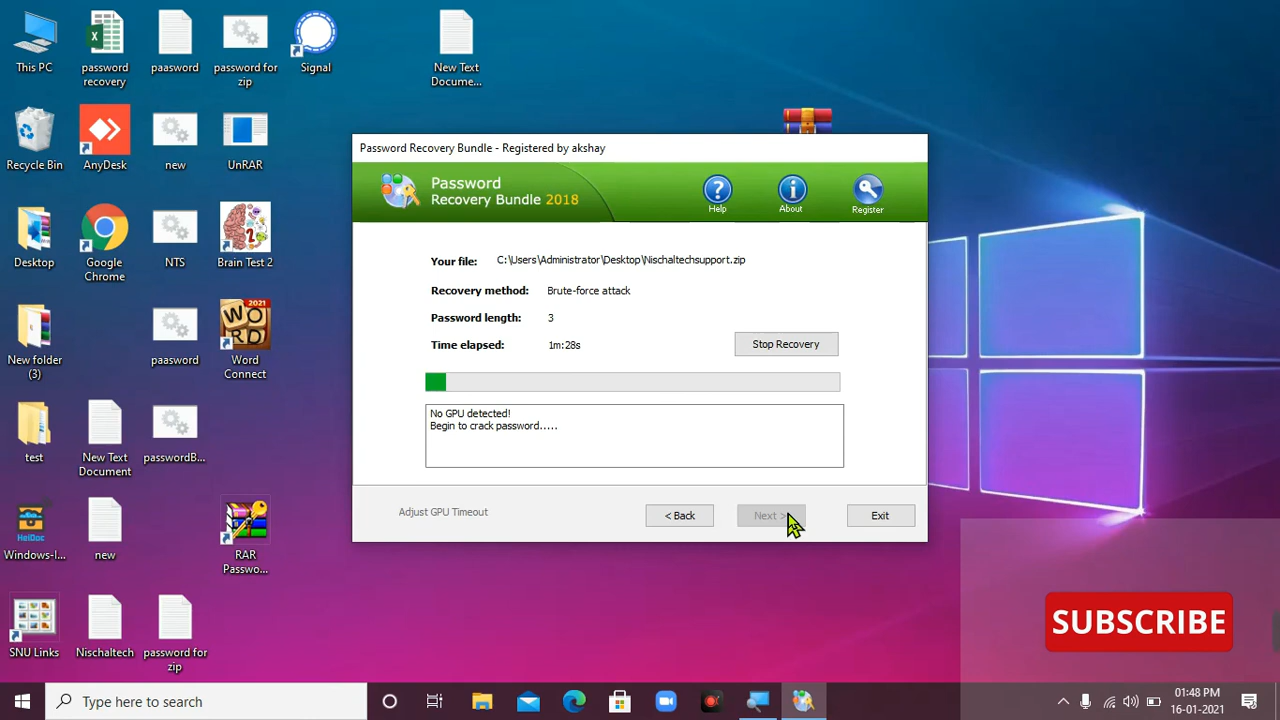 This PC
password
recovery
paasword
password for
zip
Signal
New Text
Docume...
Recycle Bin
AnyDesk
new
UnRAR
Desktop
Google
Chrome
NTS
Brain Test 2
New folder
(3)
paasword
2021
WORD
Word
Connect
test
New Text
Document
passwordB...
HeiDoc
Windows-I...
new
RAR
Passwo...
SNU Links
Nischaltech
password for
zip
Password Recovery Bundle - Registered by akshay
Password
Recovery Bundle 2018
Help
About
Register
Your file: C:\Users\Administrator\Desktop\Nischaltechsupport.zip
Recovery method: Brute-force attack
Password length: 3
Time elapsed: 1m:28s
Stop Recovery
No GPU detected!
Begin to crack password.....
Adjust GPU Timeout
< Back
Next >
Exit
SUBSCRIBE
Type here to search
01:48 PM
16-01-2021